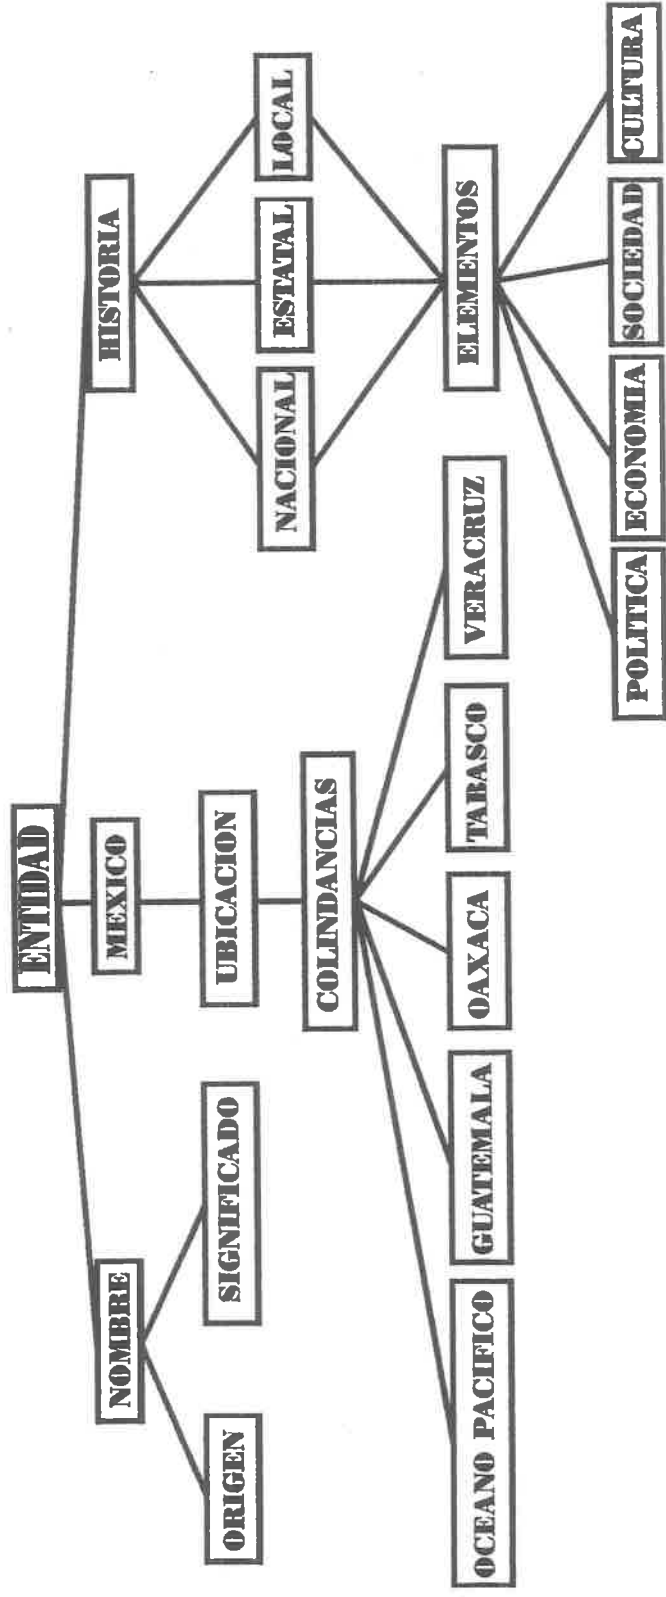 ENTIDAD
NOMBRE
MEXICO
HISTORIA
ORIGEN
SIGNIFICADO
UBICACION
NACIONAL
ESTATAL
LOCAL
COLINDANCIAS
OCEANO PACIFICO
GUATEMALA
OAXACA
TABASCO
VERACRUZ
ELEMENTOS
POLITICA
ECONOMIA
SOCIEDAD
CULTURA